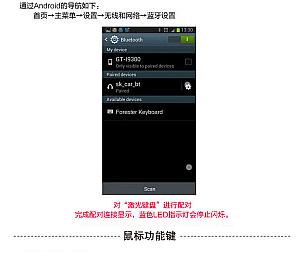 通过Android的导航如下：
首页→主菜单→设置→无线和网络→蓝牙设置
13:30
Bluetooth
My device
GT-I9300
Only visible to paired devices
Paired devices
sk_car_bt
Paired
Available devices
Forester Keyboard
Scan
对“激光键盘”进行配对
完成配对连接显示，蓝色LED指示灯会停止闪烁。
鼠标功能键